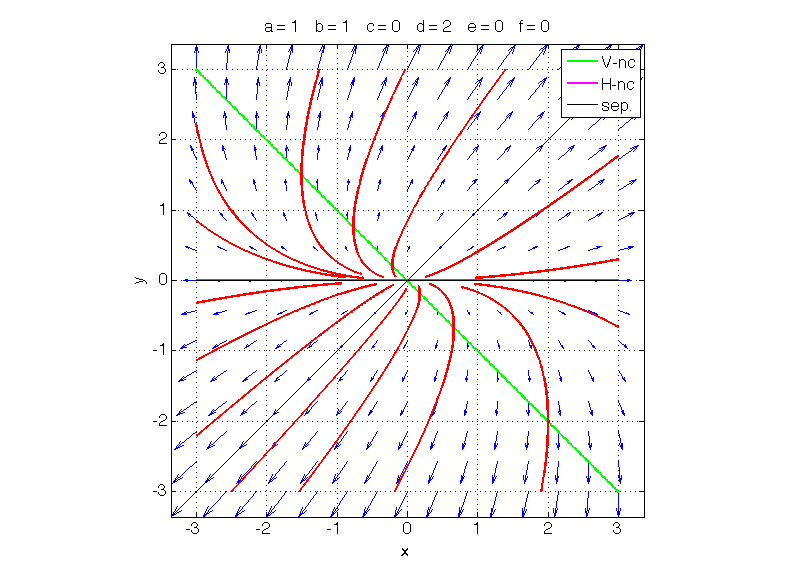 a = 1 b = 1 c = 0 d = 2 e = 0 f = 0
V-nc
H-nc
sep.
3
2
1
0
-1
-2
-3
y
-3 -2 -1 0 1 2 3
x